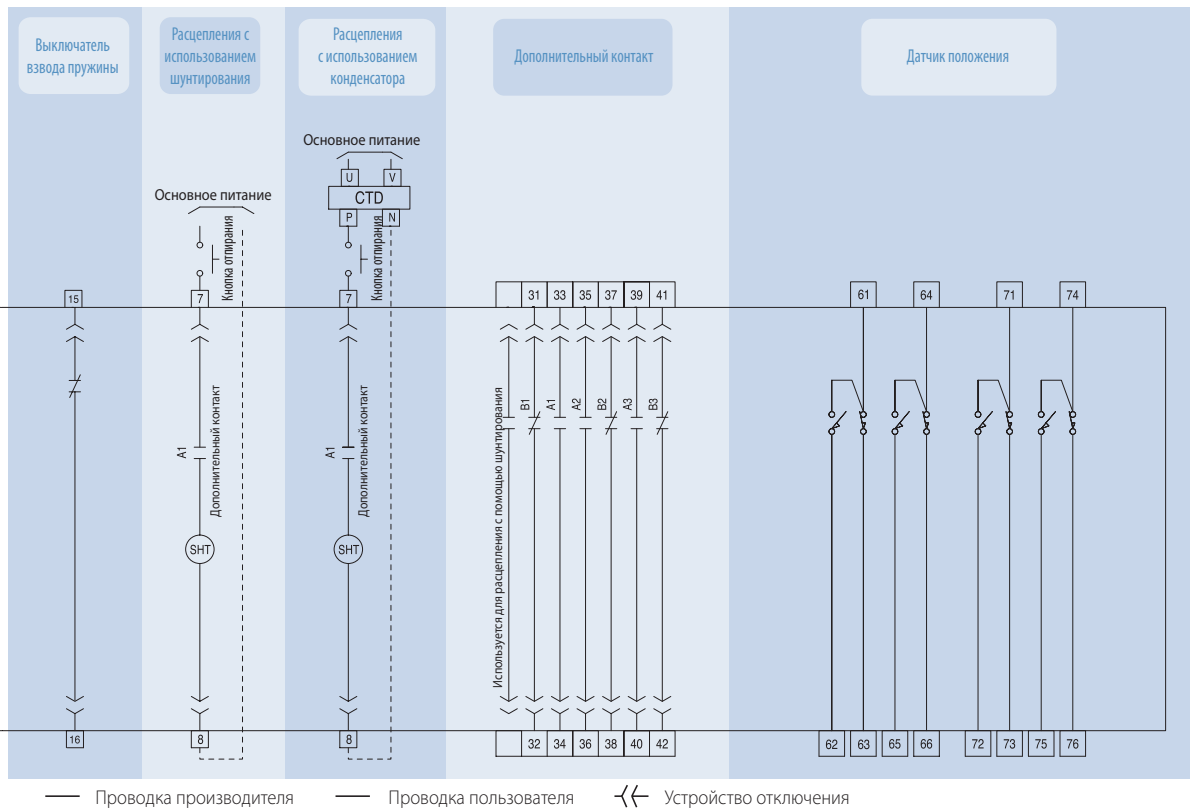 Выключатель
взвода пружины
Расцепления с
использованием
шунтирования
Расцепления
с использованием
конденсатора
Дополнительный контакт
Датчик положения
Основное питание
U V
CTD
P N
Основное питание
Кнопка отпирания
Кнопка отпирания
15 7 7 31 33 35 37 39 41 61 64 71 74
B1 A1 A2 B2 A3 B3
A1 Дополнительный контакт
A1 Дополнительный контакт
Используется для расцепления с помощью шунтирования
SHT SHT
16 8 8 32 34 36 38 40 42 62 63 65 66 72 73 75 76
Проводка производителя Проводка пользователя Устройство отключения